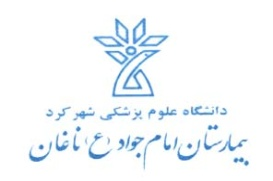 دانشگاه علوم پزشکی شهرکرد
بیمارستان امام جواد (ع) ناغان